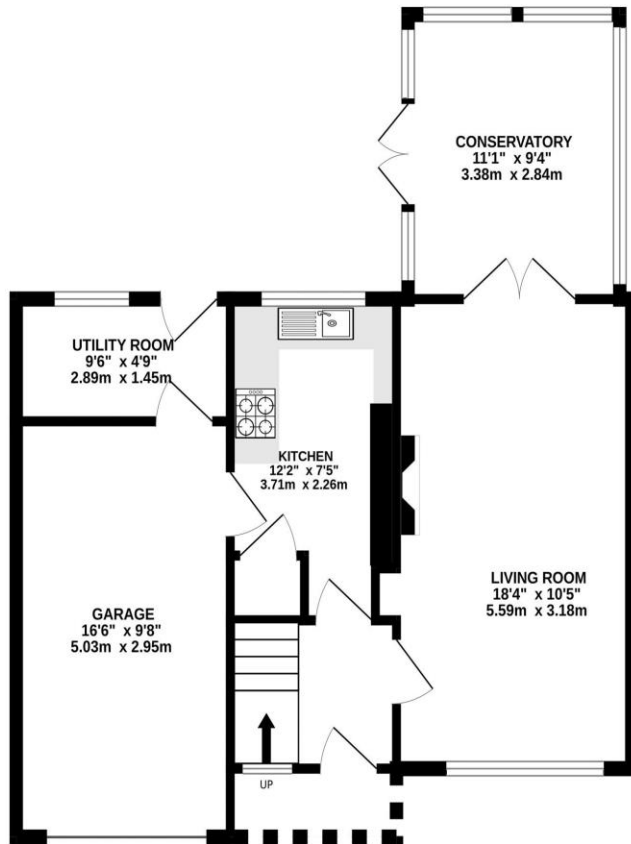 CONSERVATORY
11'1" x 9'4"
3.38m x 2.84m
UTILITY ROOM
9'6" x 4'9"
2.89m x 1.45m
KITCHEN
12'2" x 7'5"
3.71m x 2.26m
LIVING ROOM
18'4" x 10'5"
5.59m x 3.18m
GARAGE
16'6" x 9'8"
5.03m x 2.95m
UP